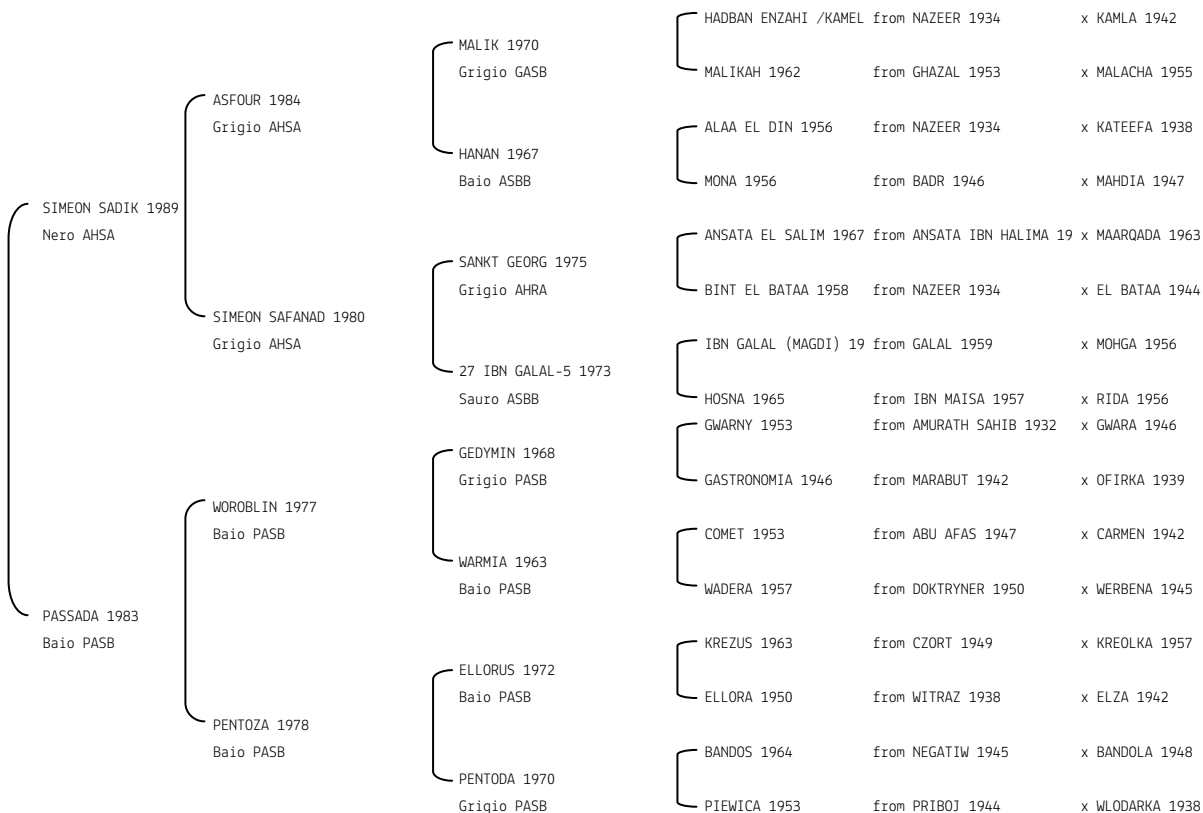 HADBAN ENZAHI /KAMEL from NAZEER 1934 x KAMLA 1942
MALIK 1970
Grigio GASB
MALIKAH 1962 from GHAZAL 1953 x MALACHA 1955
ASFOUR 1984
Grigio AHSA
ALAA EL DIN 1956 from NAZEER 1934 x KATEEFA 1938
HANAN 1967
Baio ASBB
MONA 1956 from BADR 1946 x MAHDIA 1947
SIMEON SADIK 1989
Nero AHSA
ANSATA EL SALIM 1967 from ANSATA IBN HALIMA 19 x MAARQADA 1963
SANKT GEORG 1975
Grigio AHRA
BINT EL BATAA 1958 from NAZEER 1934 x EL BATAA 1944
SIMEON SAFANAD 1980
Grigio AHSA
IBN GALAL (MAGDI) 19 from GALAL 1959 x MOHGA 1956
27 IBN GALAL-5 1973
Sauro ASBB
HOSNA 1965 from IBN MAISA 1957 x RIDA 1956
GWARNY 1953 from AMURATH SAHIB 1932 x GWARA 1946
GEDYMIN 1968
Grigio PASB
GASTRONOMIA 1946 from MARABUT 1942 x OFIRKA 1939
WOROBLIN 1977
Baio PASB
COMET 1953 from ABU AFAS 1947 x CARMEN 1942
WARMIA 1963
Baio PASB
WADERA 1957 from DOKTRYNER 1950 x WERBENA 1945
PASSADA 1983
Baio PASB
KREZUS 1963 from CZORT 1949 x KREOLKA 1957
ELLORUS 1972
Baio PASB
ELLORA 1950 from WITRAZ 1938 x ELZA 1942
PENTOZA 1978
Baio PASB
BANDOS 1964 from NEGATIW 1945 x BANDOLA 1948
PENTODA 1970
Grigio PASB
PIEWICA 1953 from PRIBOJ 1944 x WLODARKA 1938